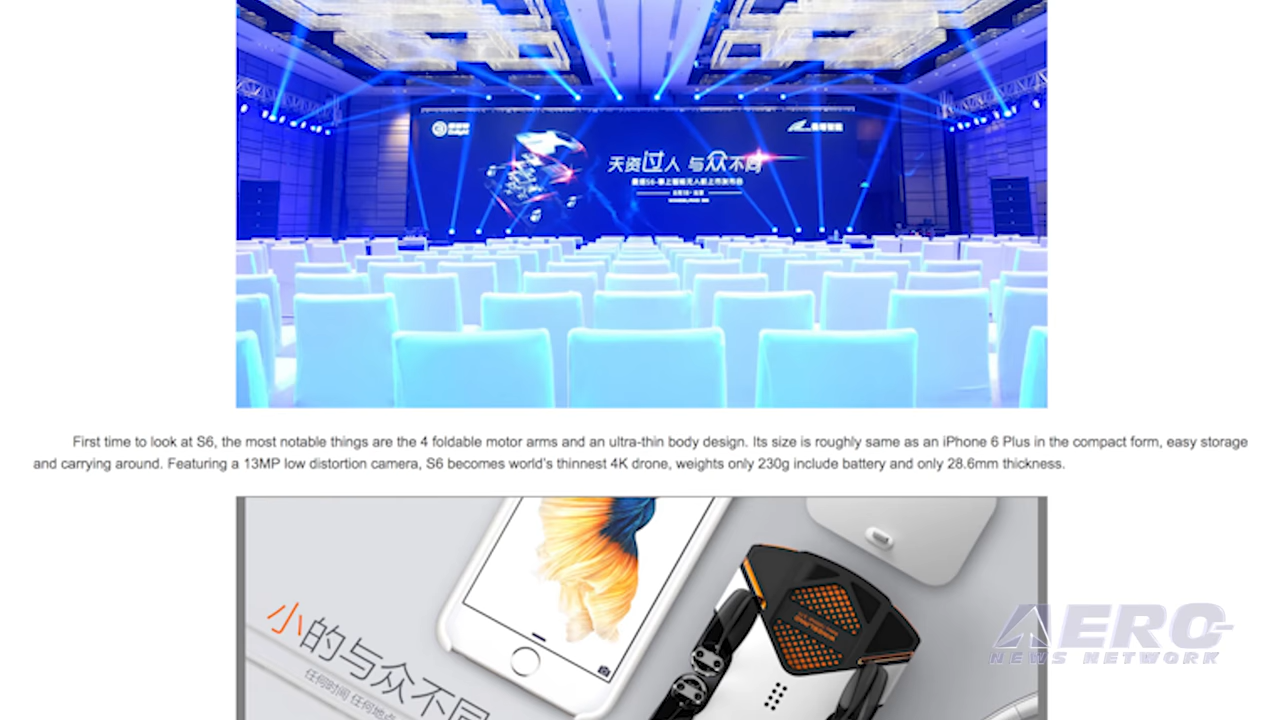 天资过人 与众不同
First time to look at S6, the most notable things are the 4 foldable motor arms and an ultra-thin body design. Its size is roughly same as an iPhone 6 Plus in the compact form, easy storage
and carrying around. Featuring a 13MP low distortion camera, S6 becomes world's thinnest 4K drone, weights only 230g include battery and only 28.6mm thickness.
小的与众不同
任何时间 任何地点
AERO
NEWS NETWORK